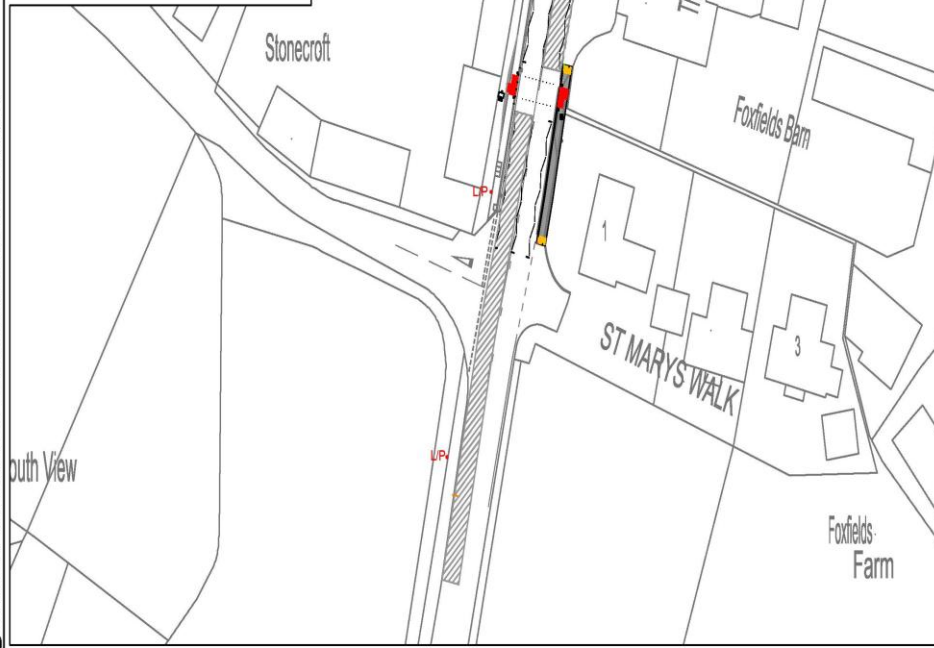 Stonecroft
Foxfields Barn
L/P
1
ST MARYS WALK
3
L/P
outh View
Foxfields
Farm